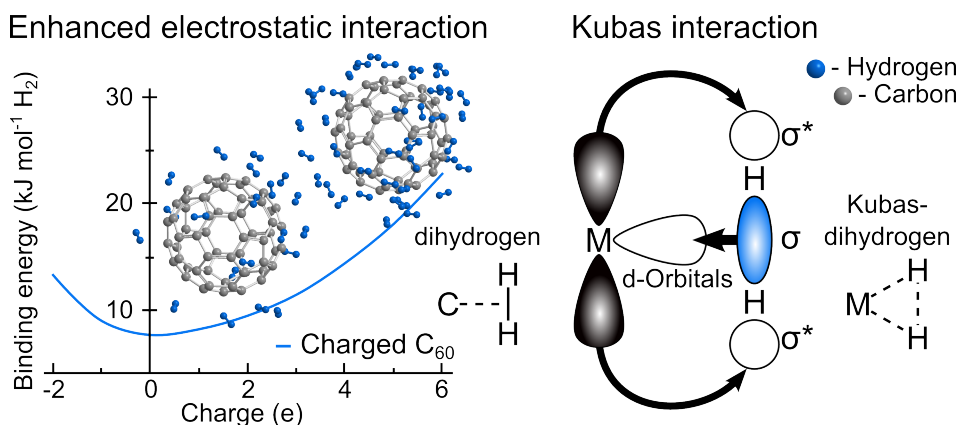 Enhanced electrostatic interaction
Binding energy (kJ mol⁻¹ H₂)
30
20
10
-2
0
2
4
6
Charge (e)
Charged C₆₀
dihydrogen
C
H
H
Kubas interaction
- Hydrogen
- Carbon
σ*
H
M
σ
d-Orbitals
H
σ*
Kubas-
dihydrogen
H
M
H